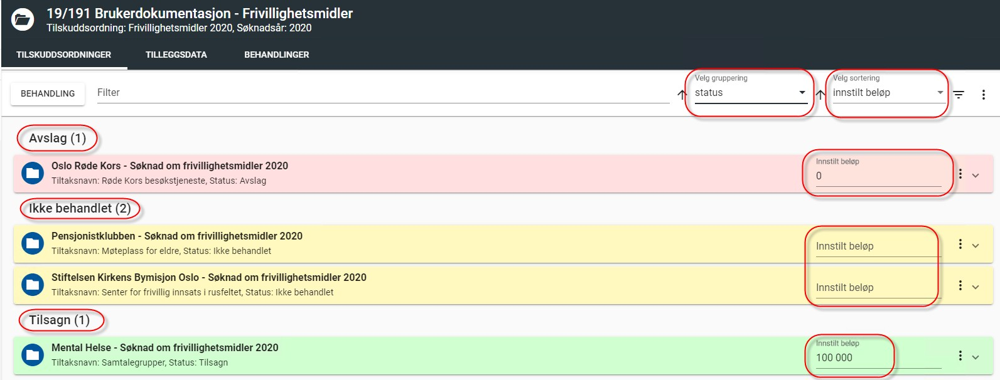 19/191 Brukerdokumentasjon - Frivillighetsmidler
Tilskuddsordning: Frivillighetsmidler 2020, Søknadsår: 2020
TILSKUDDSORDNINGER TILLEGGSDATA BEHANDLINGER
Velg gruppering Velg sortering
BEHANDLING Filter status innstilt beløp
Avslag (1)
Oslo Røde Kors - Søknad om frivillighetsmidler 2020
Tiltaksnavn: Røde Kors besøkstjeneste, Status: Avslag
Innstilt beløp
0
Ikke behandlet (2)
Pensjonistklubben - Søknad om frivillighetsmidler 2020
Tiltaksnavn: Møteplass for eldre, Status: Ikke behandlet
Innstilt beløp
Stiftelsen Kirkens Bymisjon Oslo - Søknad om frivillighetsmidler 2020
Tiltaksnavn: Senter for frivillig innsats i rusfeltet, Status: Ikke behandlet
Innstilt beløp
Tilsagn (1)
Mental Helse - Søknad om frivillighetsmidler 2020
Tiltaksnavn: Samtalegrupper, Status: Tilsagn
Innstilt beløp
100 000